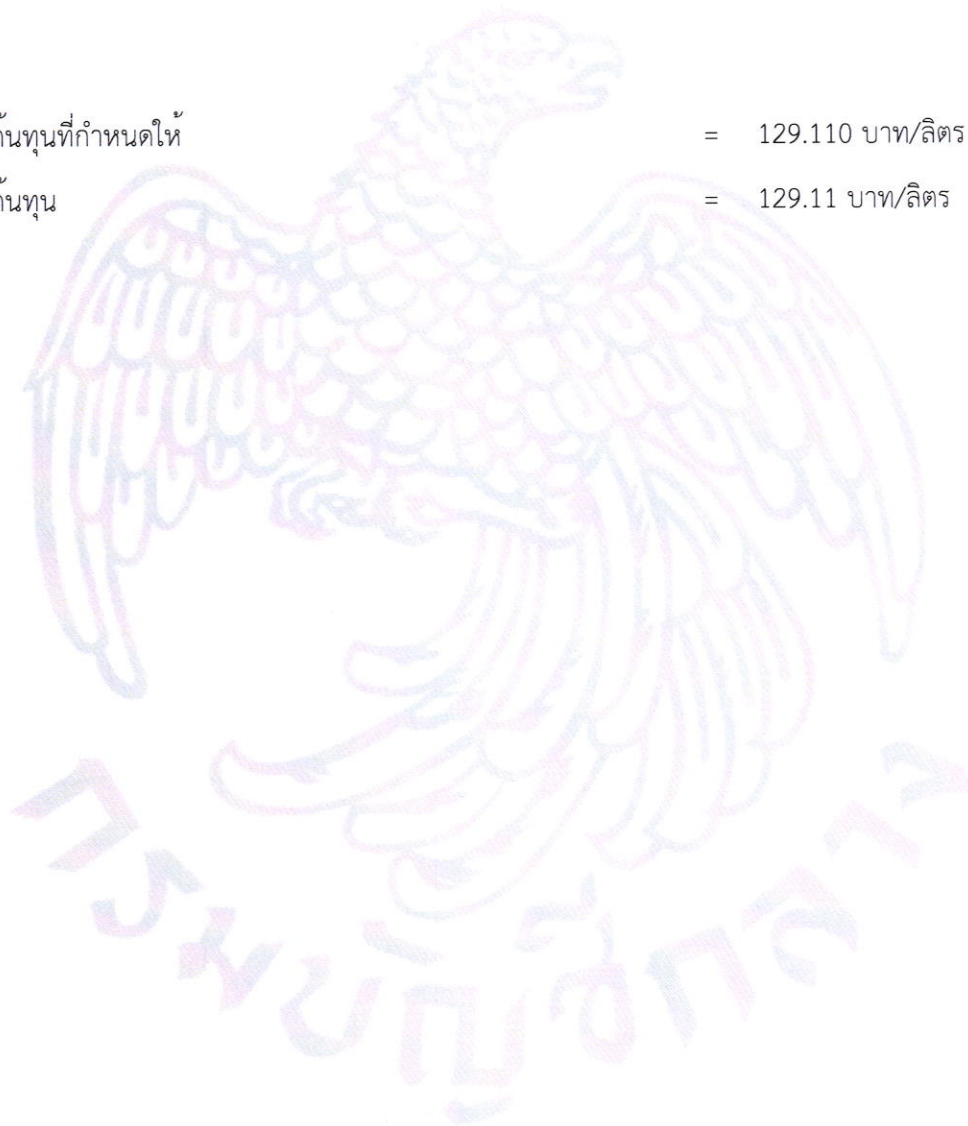 ้นทุนที่กำหนดให้ = 129.110 บาท/ลิตร
้นทุน = 129.11 บาท/ลิตร
กรมบัญชีกลาง